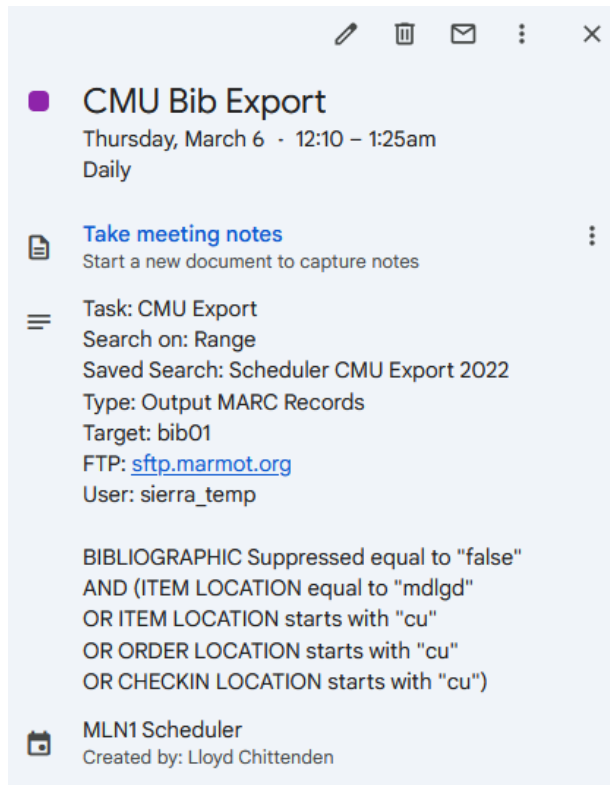 CMU Bib Export
Thursday, March 6 · 12:10 – 1:25am
Daily
Take meeting notes
Start a new document to capture notes
Task: CMU Export
Search on: Range
Saved Search: Scheduler CMU Export 2022
Type: Output MARC Records
Target: bib01
FTP: sftp.marmot.org
User: sierra_temp
BIBLIOGRAPHIC Suppressed equal to "false"
AND (ITEM LOCATION equal to "mdlgd"
OR ITEM LOCATION starts with "cu"
OR ORDER LOCATION starts with "cu"
OR CHECKIN LOCATION starts with "cu")
MLN1 Scheduler
Created by: Lloyd Chittenden